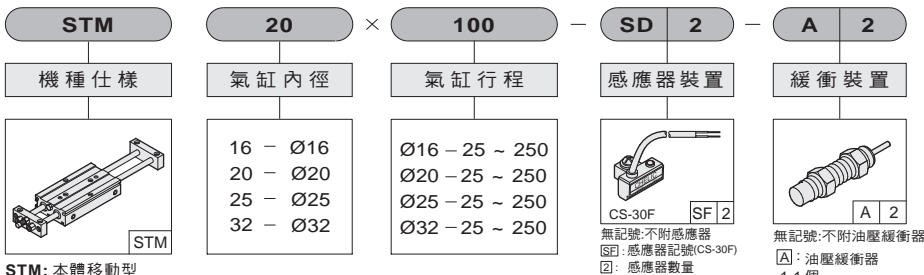 STM 20 × 100 － SD 2 － A 2
機種仕樣 氣缸內徑 氣缸行程 感應器裝置 緩衝裝置
STM
STM: 本體移動型
16 － Ø16
20 － Ø20
25 － Ø25
32 － Ø32
Ø16－25 ~ 250
Ø20－25 ~ 250
Ø25－25 ~ 250
Ø32－25 ~ 250
CS-30F SF 2
無記號:不附感應器
SF：感應器記號(CS-30F)
2：感應器數量
A 2
無記號:不附油壓緩衝器
A：油壓緩衝器